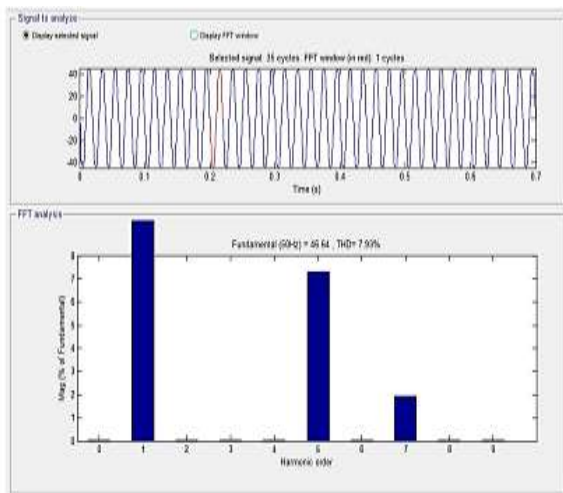 Signal to analyze
Display selected signal
Display FFT window
Selected signal: 35 cycles. FFT window (in red): 1 cycles
40
20
0
-20
-40
0 0.1 0.2 0.3 0.4 0.5 0.6 0.7
Time (s)
FFT analysis
Fundamental (50Hz) = 46.64 , THD= 7.93%
Mag (% of Fundamental)
8
7
6
5
4
3
2
1
0
0 1 2 3 4 5 6 7 8 9
Harmonic order